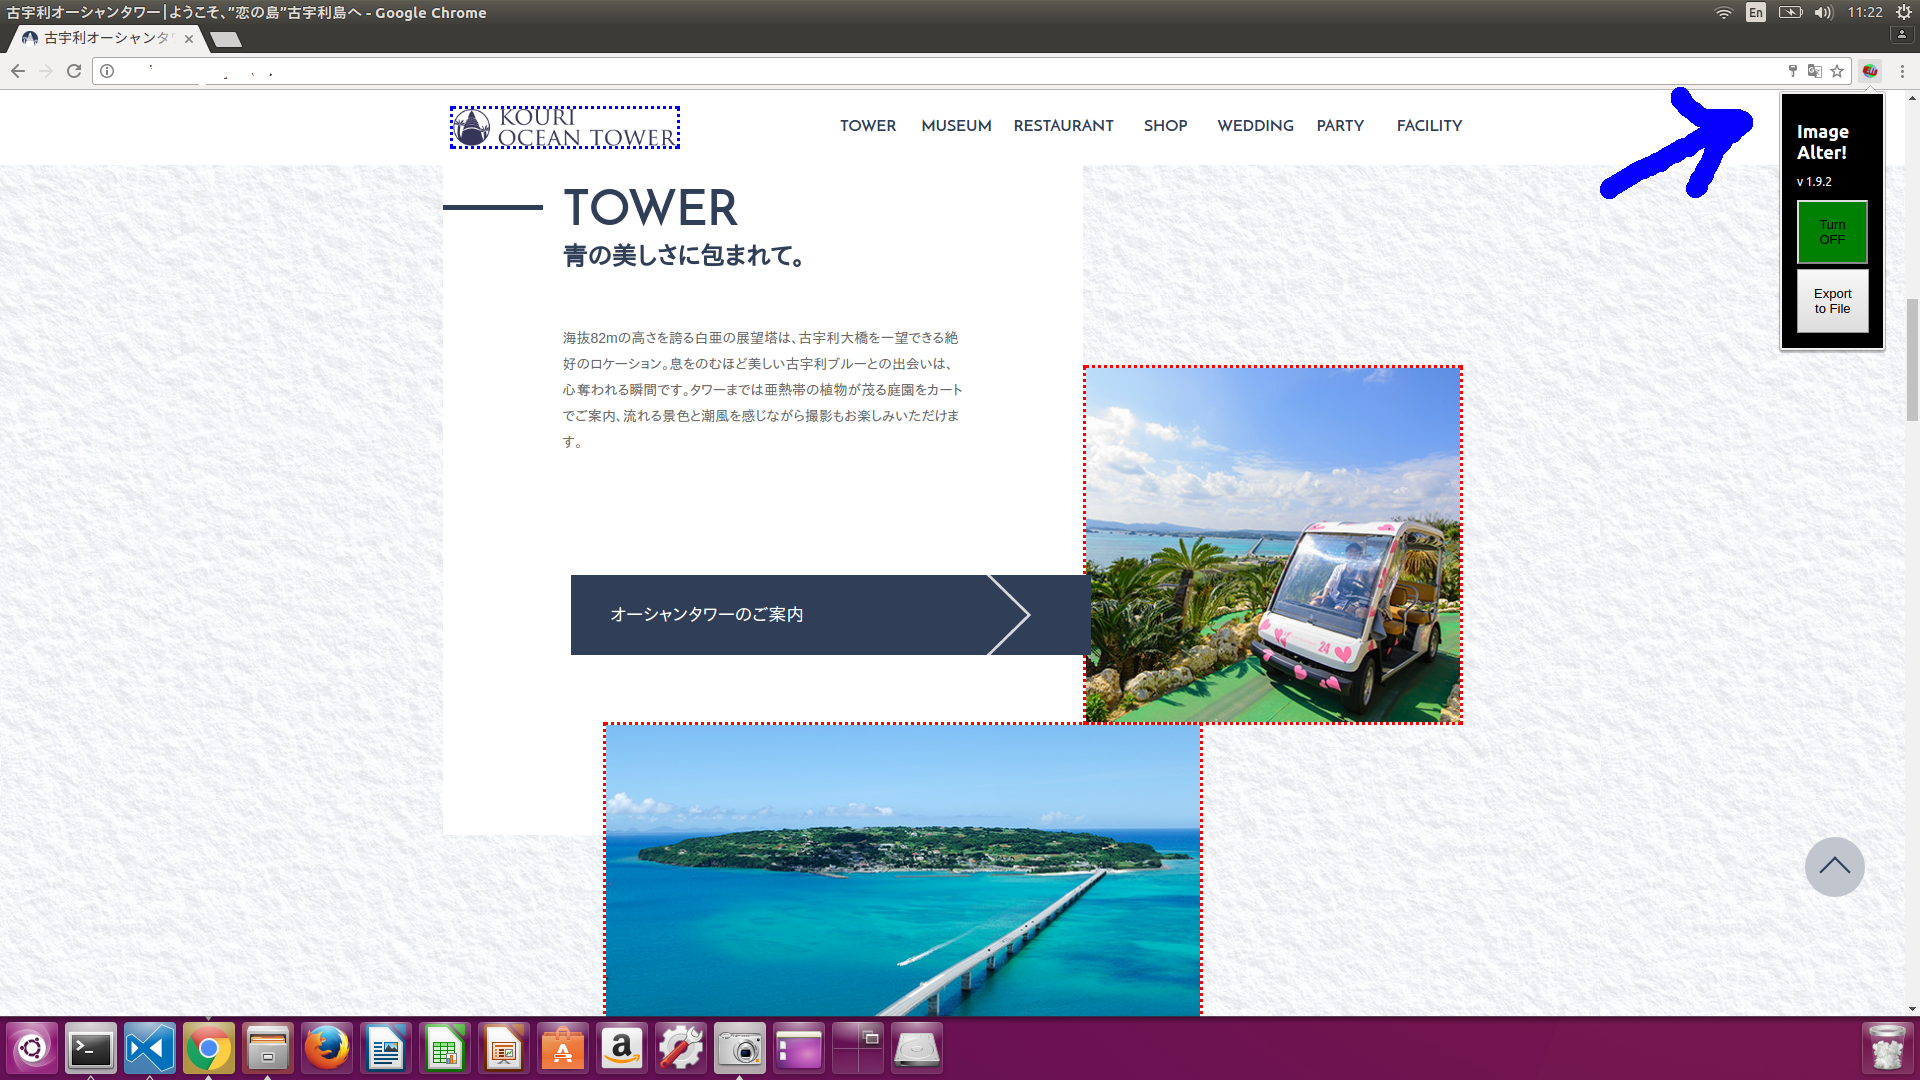 古宇利オーシャンタワー│ようこそ、”恋の島”古宇利島へ - Google Chrome
En
11:22
古宇利オーシャンタ
KOURI
OCEAN TOWER
TOWER MUSEUM RESTAURANT SHOP WEDDING PARTY FACILITY
Image
Alter!
v 1.9.2
Turn
OFF
Export
to File
TOWER
青の美しさに包まれて。
海抜82mの高さを誇る白亜の展望塔は、古宇利大橋を一望できる絶
好のロケーション。息をのむほど美しい古宇利ブルーとの出会いは、
心奪われる瞬間です。タワーまでは亜熱帯の植物が茂る庭園をカート
でご案内、流れる景色と潮風を感じながら撮影もお楽しみいただけま
す。
オーシャンタワーのご案内
24